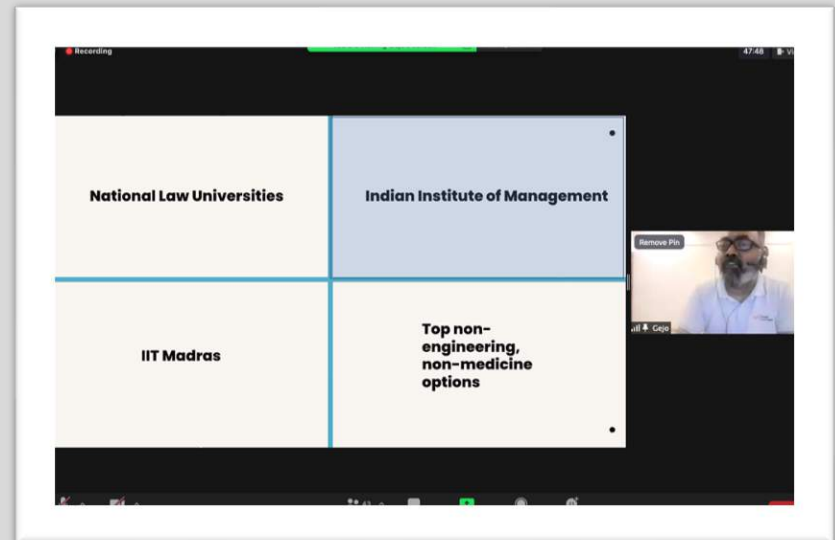 Recording
47:48
National Law Universities
Indian Institute of Management
Remove Pin
Gejo
IIT Madras
Top non-
engineering,
non-medicine
options